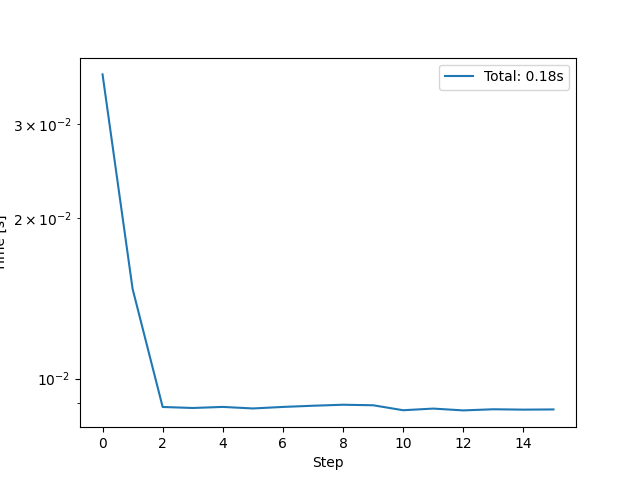 Total: 0.18s
3 × 10⁻²
2 × 10⁻²
10⁻²
Time [s]
0 2 4 6 8 10 12 14
Step